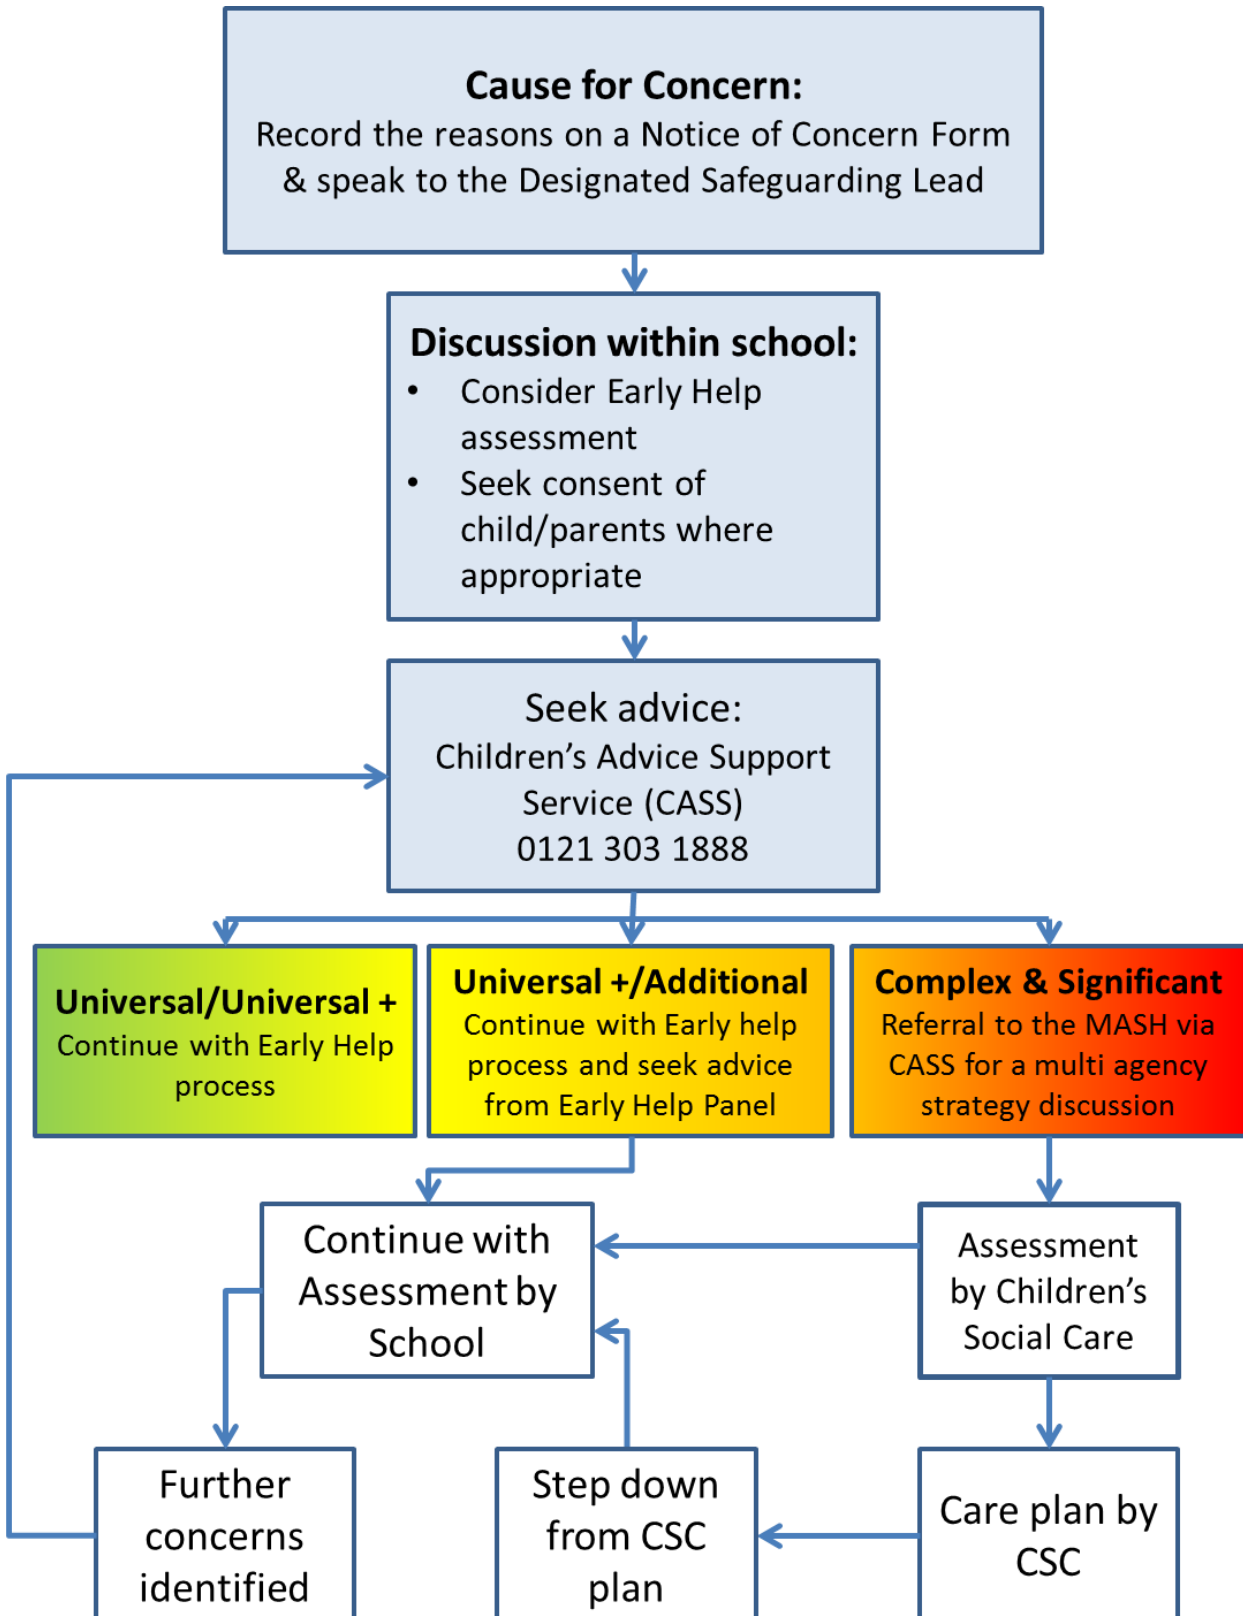 Cause for Concern:
Record the reasons on a Notice of Concern Form
& speak to the Designated Safeguarding Lead
Discussion within school:
• Consider Early Help
assessment
• Seek consent of
child/parents where
appropriate
Seek advice:
Children’s Advice Support
Service (CASS)
0121 303 1888
Universal/Universal +
Continue with Early Help
process
Universal +/Additional
Continue with Early help
process and seek advice
from Early Help Panel
Complex & Significant
Referral to the MASH via
CASS for a multi agency
strategy discussion
Continue with
Assessment by
School
Assessment
by Children’s
Social Care
Further
concerns
identified
Step down
from CSC
plan
Care plan by
CSC